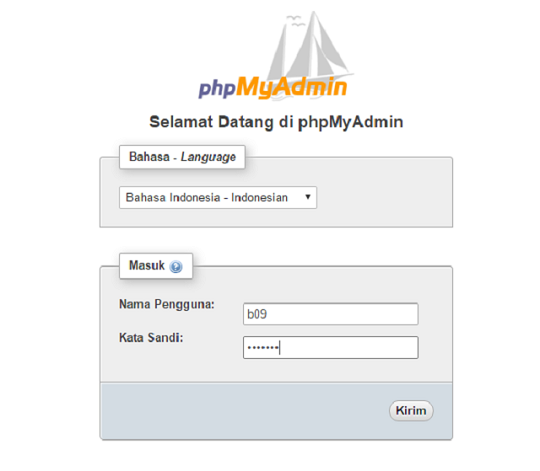 phpMyAdmin
Selamat Datang di phpMyAdmin
Bahasa - Language
Bahasa Indonesia - Indonesian
Masuk
Nama Pengguna:
b09
Kata Sandi:
•••••••
Kirim